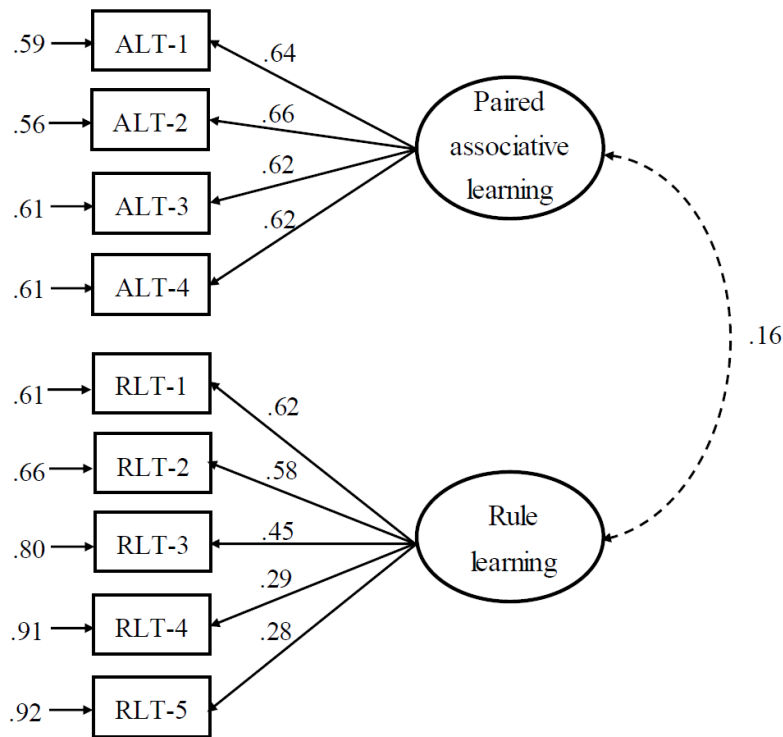 .59
ALT-1
.64
.56
ALT-2
.66
Paired
associative
learning
.61
ALT-3
.62
.61
ALT-4
.62
.16
.61
RLT-1
.62
.66
RLT-2
.58
.80
RLT-3
.45
Rule
learning
.91
RLT-4
.29
.92
RLT-5
.28